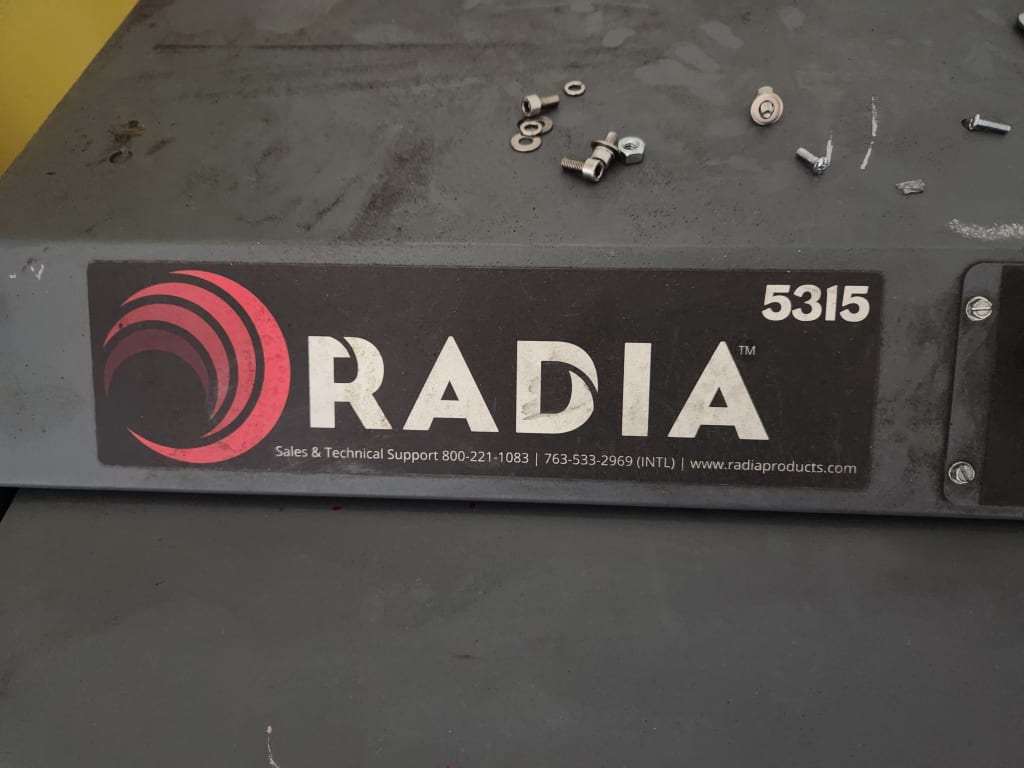 5315
RADIA™
Sales & Technical Support 800-221-1083 | 763-533-2969 (INTL) | www.radiaproducts.com